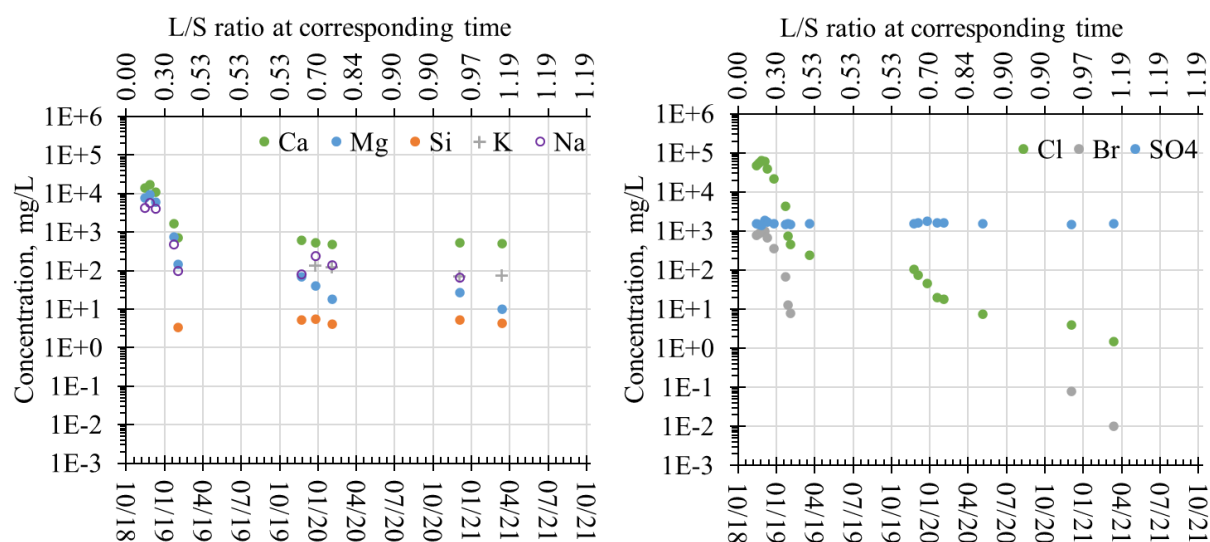 L/S ratio at corresponding time
0.00 0.30 0.53 0.53 0.53 0.70 0.84 0.90 0.90 0.97 1.19 1.19 1.19
Concentration, mg/L
1E+6
1E+5
1E+4
1E+3
1E+2
1E+1
1E+0
1E-1
1E-2
1E-3
Ca Mg Si K Na
10/18 01/19 04/19 07/19 10/19 01/20 04/20 07/20 10/20 01/21 04/21 07/21 10/21
L/S ratio at corresponding time
0.00 0.30 0.53 0.53 0.53 0.70 0.84 0.90 0.90 0.97 1.19 1.19 1.19
Concentration, mg/L
1E+6
1E+5
1E+4
1E+3
1E+2
1E+1
1E+0
1E-1
1E-2
1E-3
Cl Br SO4
10/18 01/19 04/19 07/19 10/19 01/20 04/20 07/20 10/20 01/21 04/21 07/21 10/21